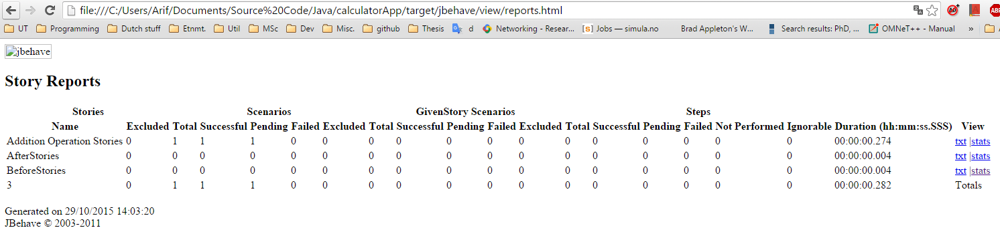 file:///C:/Users/Arif/Documents/Source%20Code/Java/calculatorApp/target/jbehave/view/reports.html
UT Programming Dutch stuff Etnmt. Util MSc Dev Misc. github Thesis d Networking - Resear... Jobs — simula.no Brad Appleton's W... Search results: PhD, ... OMNeT++ - Manual »
jbehave
Story Reports
Stories Scenarios GivenStory Scenarios Steps
Name Excluded Total Successful Pending Failed Excluded Total Successful Pending Failed Excluded Total Successful Pending Failed Not Performed Ignorable Duration (hh:mm:ss.SSS) View
Addition Operation Stories 0 1 1 1 0 0 0 0 0 0 0 0 0 0 0 0 0 00:00:00.274 txt |stats
AfterStories 0 0 0 0 0 0 0 0 0 0 0 0 0 0 0 0 0 00:00:00.004 txt |stats
BeforeStories 0 0 0 0 0 0 0 0 0 0 0 0 0 0 0 0 0 00:00:00.004 txt |stats
3 0 1 1 1 0 0 0 0 0 0 0 0 0 0 0 0 0 00:00:00.282 Totals
Generated on 29/10/2015 14:03:20
JBehave © 2003-2011